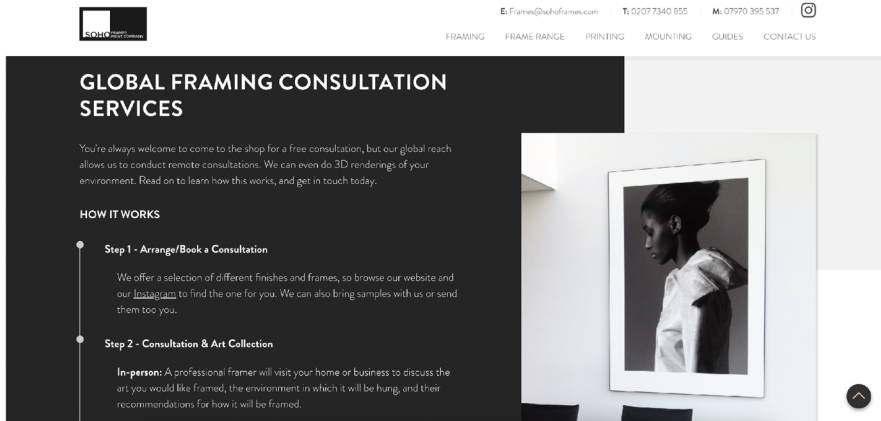 SOHO FRAMES
PRINT COMPANY
E: Frames@sohoframes.com
T: 0207 7340 855
M: 07970 395 537
FRAMING
FRAME RANGE
PRINTING
MOUNTING
GUIDES
CONTACT US
GLOBAL FRAMING CONSULTATION
SERVICES
You're always welcome to come to the shop for a free consultation, but our global reach
allows us to conduct remote consultations. We can even do 3D renderings of your
environment. Read on to learn how this works, and get in touch today.
HOW IT WORKS
Step 1 - Arrange/Book a Consultation
We offer a selection of different finishes and frames, so browse our website and
our Instagram to find the one for you. We can also bring samples with us or send
them too you.
Step 2 - Consultation & Art Collection
In-person: A professional framer will visit your home or business to discuss the
art you would like framed, the environment in which it will be hung, and their
recommendations for how it will be framed.